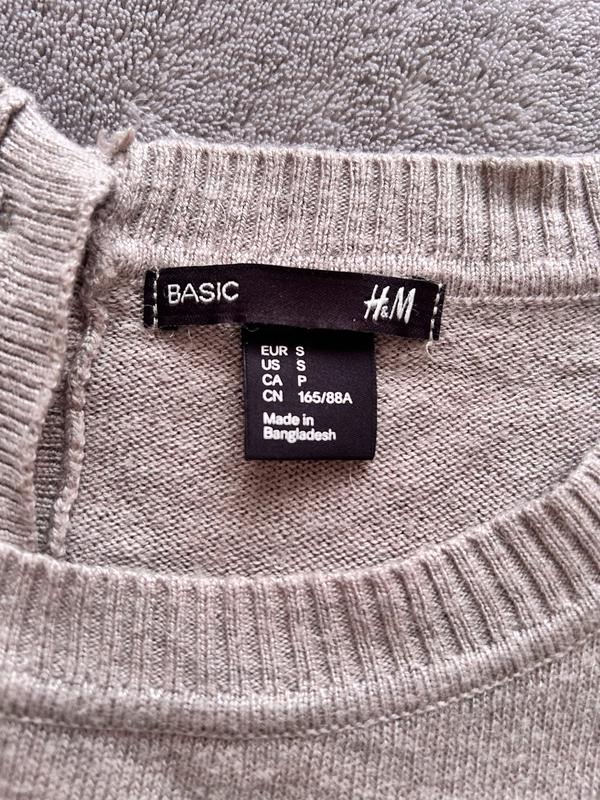 BASIC H&M
EUR S
US S
CA P
CN 165/88A
Made in
Bangladesh